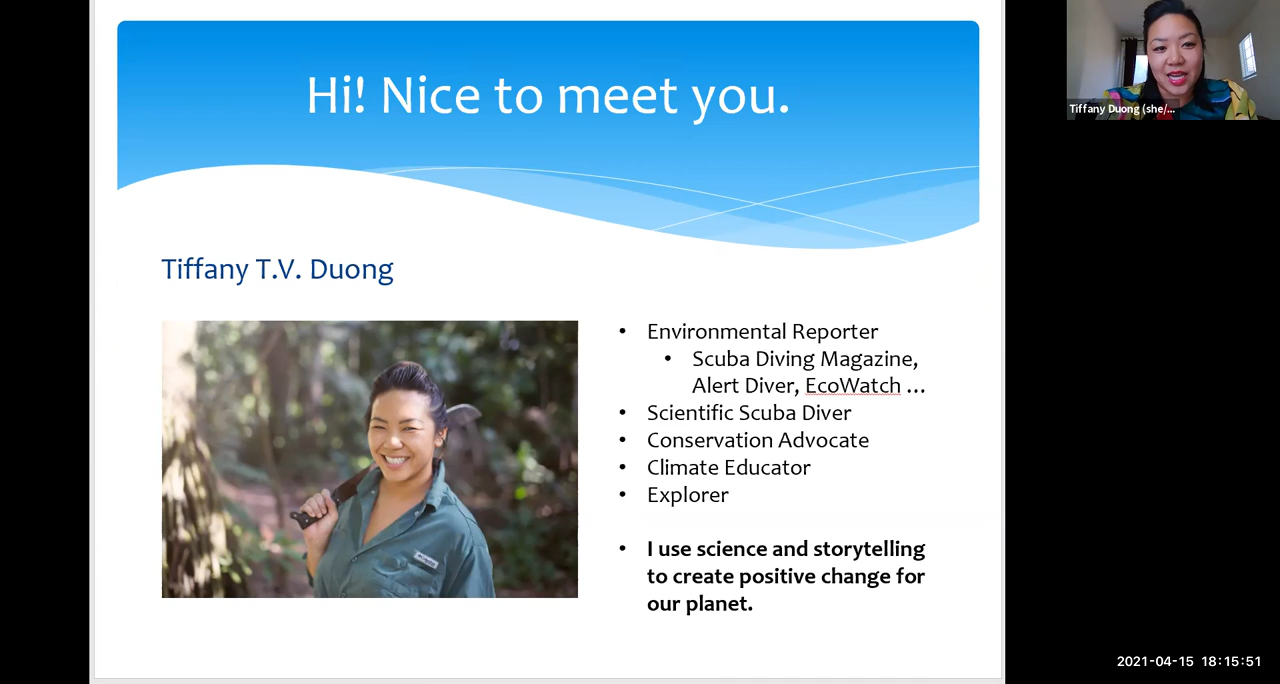 Hi! Nice to meet you.
Tiffany Duong (she/...
Tiffany T.V. Duong
• Environmental Reporter
• Scuba Diving Magazine,
Alert Diver, EcoWatch ...
• Scientific Scuba Diver
• Conservation Advocate
• Climate Educator
• Explorer
• I use science and storytelling
to create positive change for
our planet.
2021-04-15 18:15:51